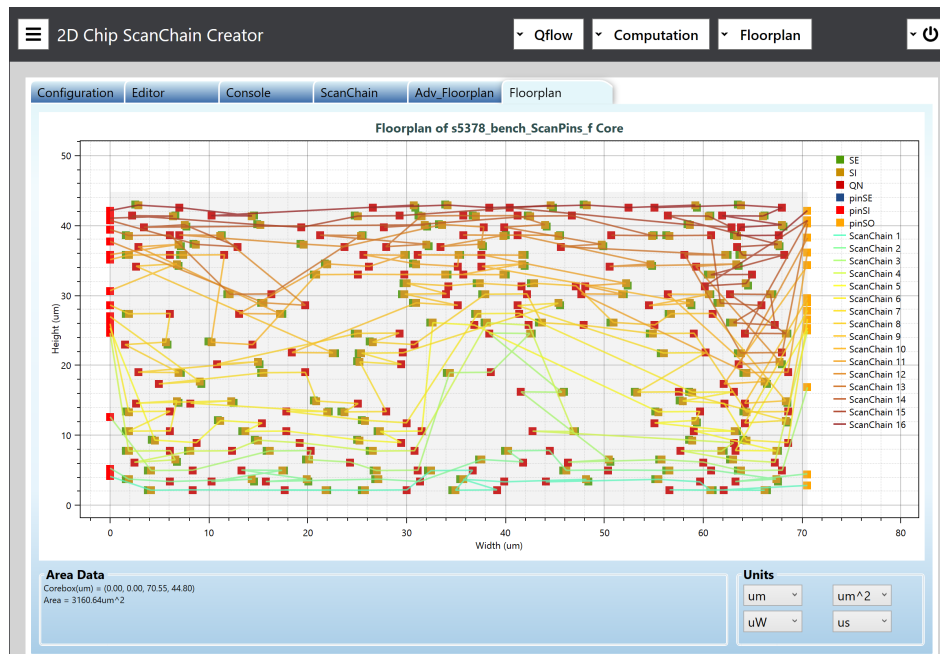 2D Chip ScanChain Creator
Qflow
Computation
Floorplan
Configuration
Editor
Console
ScanChain
Adv_Floorplan
Floorplan
Floorplan of s5378_bench_ScanPins_f Core
50
40
30
20
10
0
Height (um)
0
10
20
30
40
50
60
70
80
Width (um)
SE
SI
QN
pinSE
pinSI
pinSO
ScanChain 1
ScanChain 2
ScanChain 3
ScanChain 4
ScanChain 5
ScanChain 6
ScanChain 7
ScanChain 8
ScanChain 9
ScanChain 10
ScanChain 11
ScanChain 12
ScanChain 13
ScanChain 14
ScanChain 15
ScanChain 16
Area Data
Corebox(um) = (0.00, 0.00, 70.55, 44.80)
Area = 3160.64um^2
Units
um
um^2
uW
us